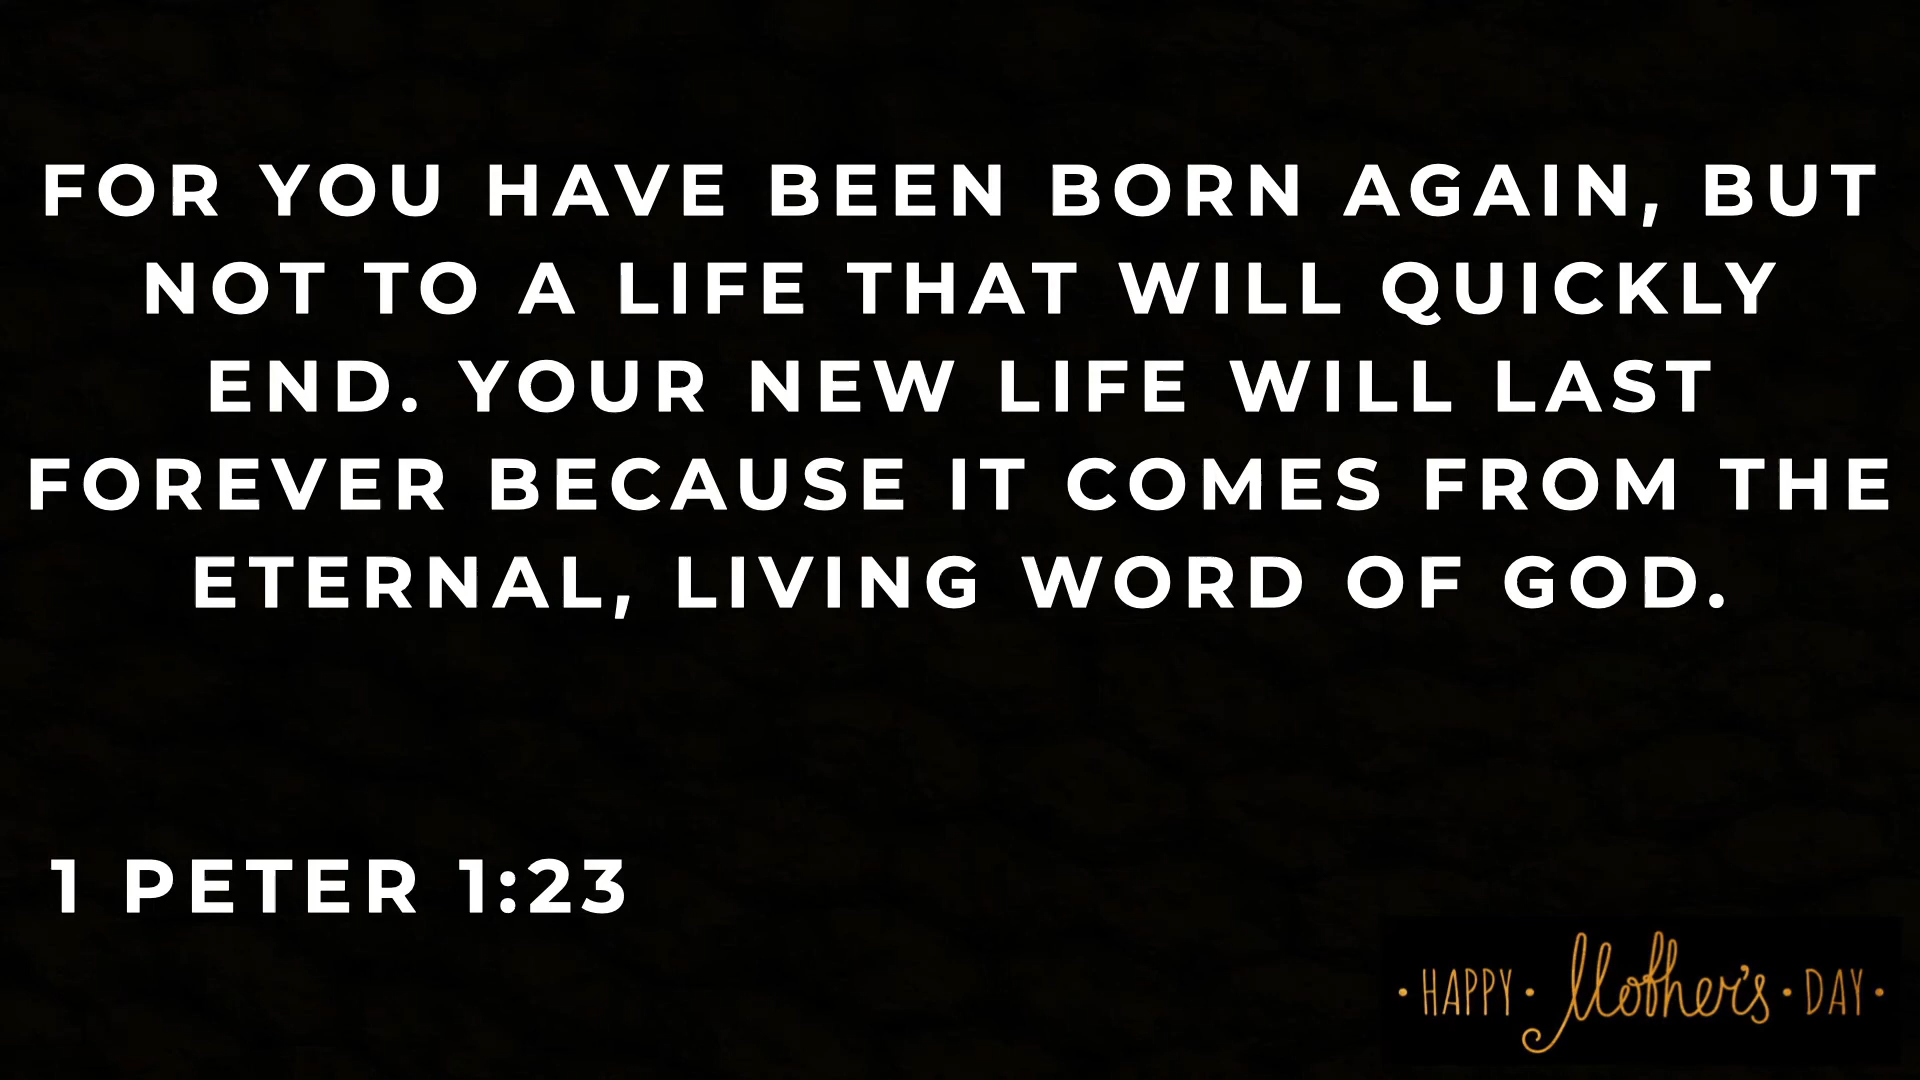 FOR YOU HAVE BEEN BORN AGAIN, BUT
NOT TO A LIFE THAT WILL QUICKLY
END. YOUR NEW LIFE WILL LAST
FOREVER BECAUSE IT COMES FROM THE
ETERNAL, LIVING WORD OF GOD.
1 PETER 1:23
• HAPPY • Mother's • DAY •